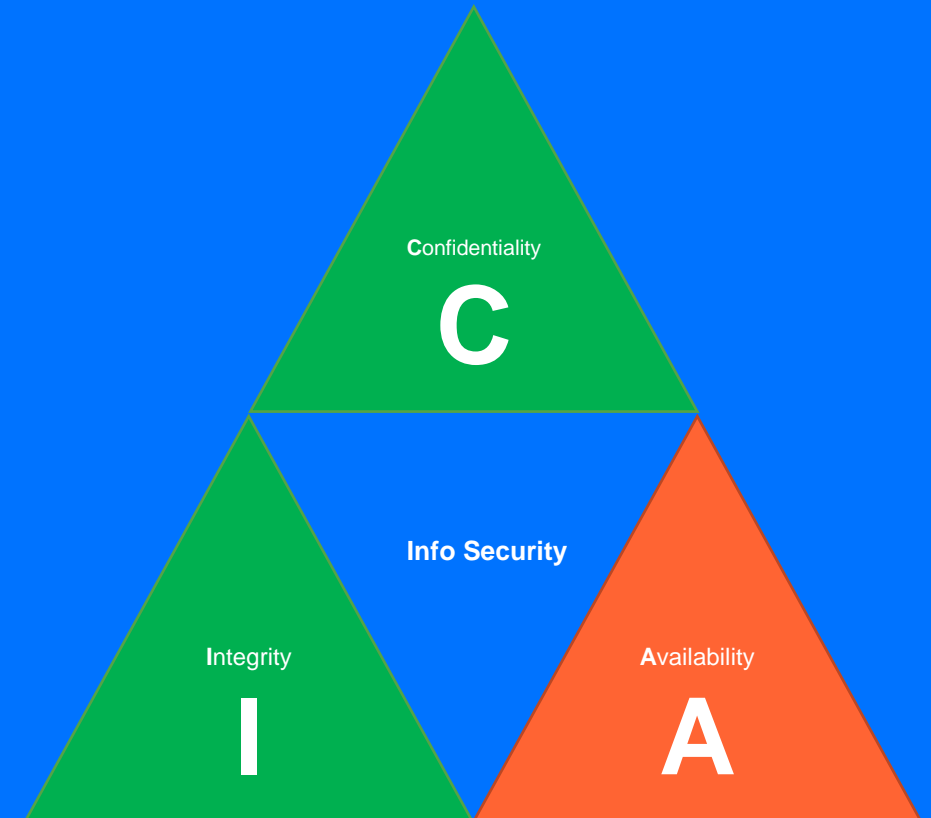 Confidentiality
C
Info Security
Integrity
I
Availability
A